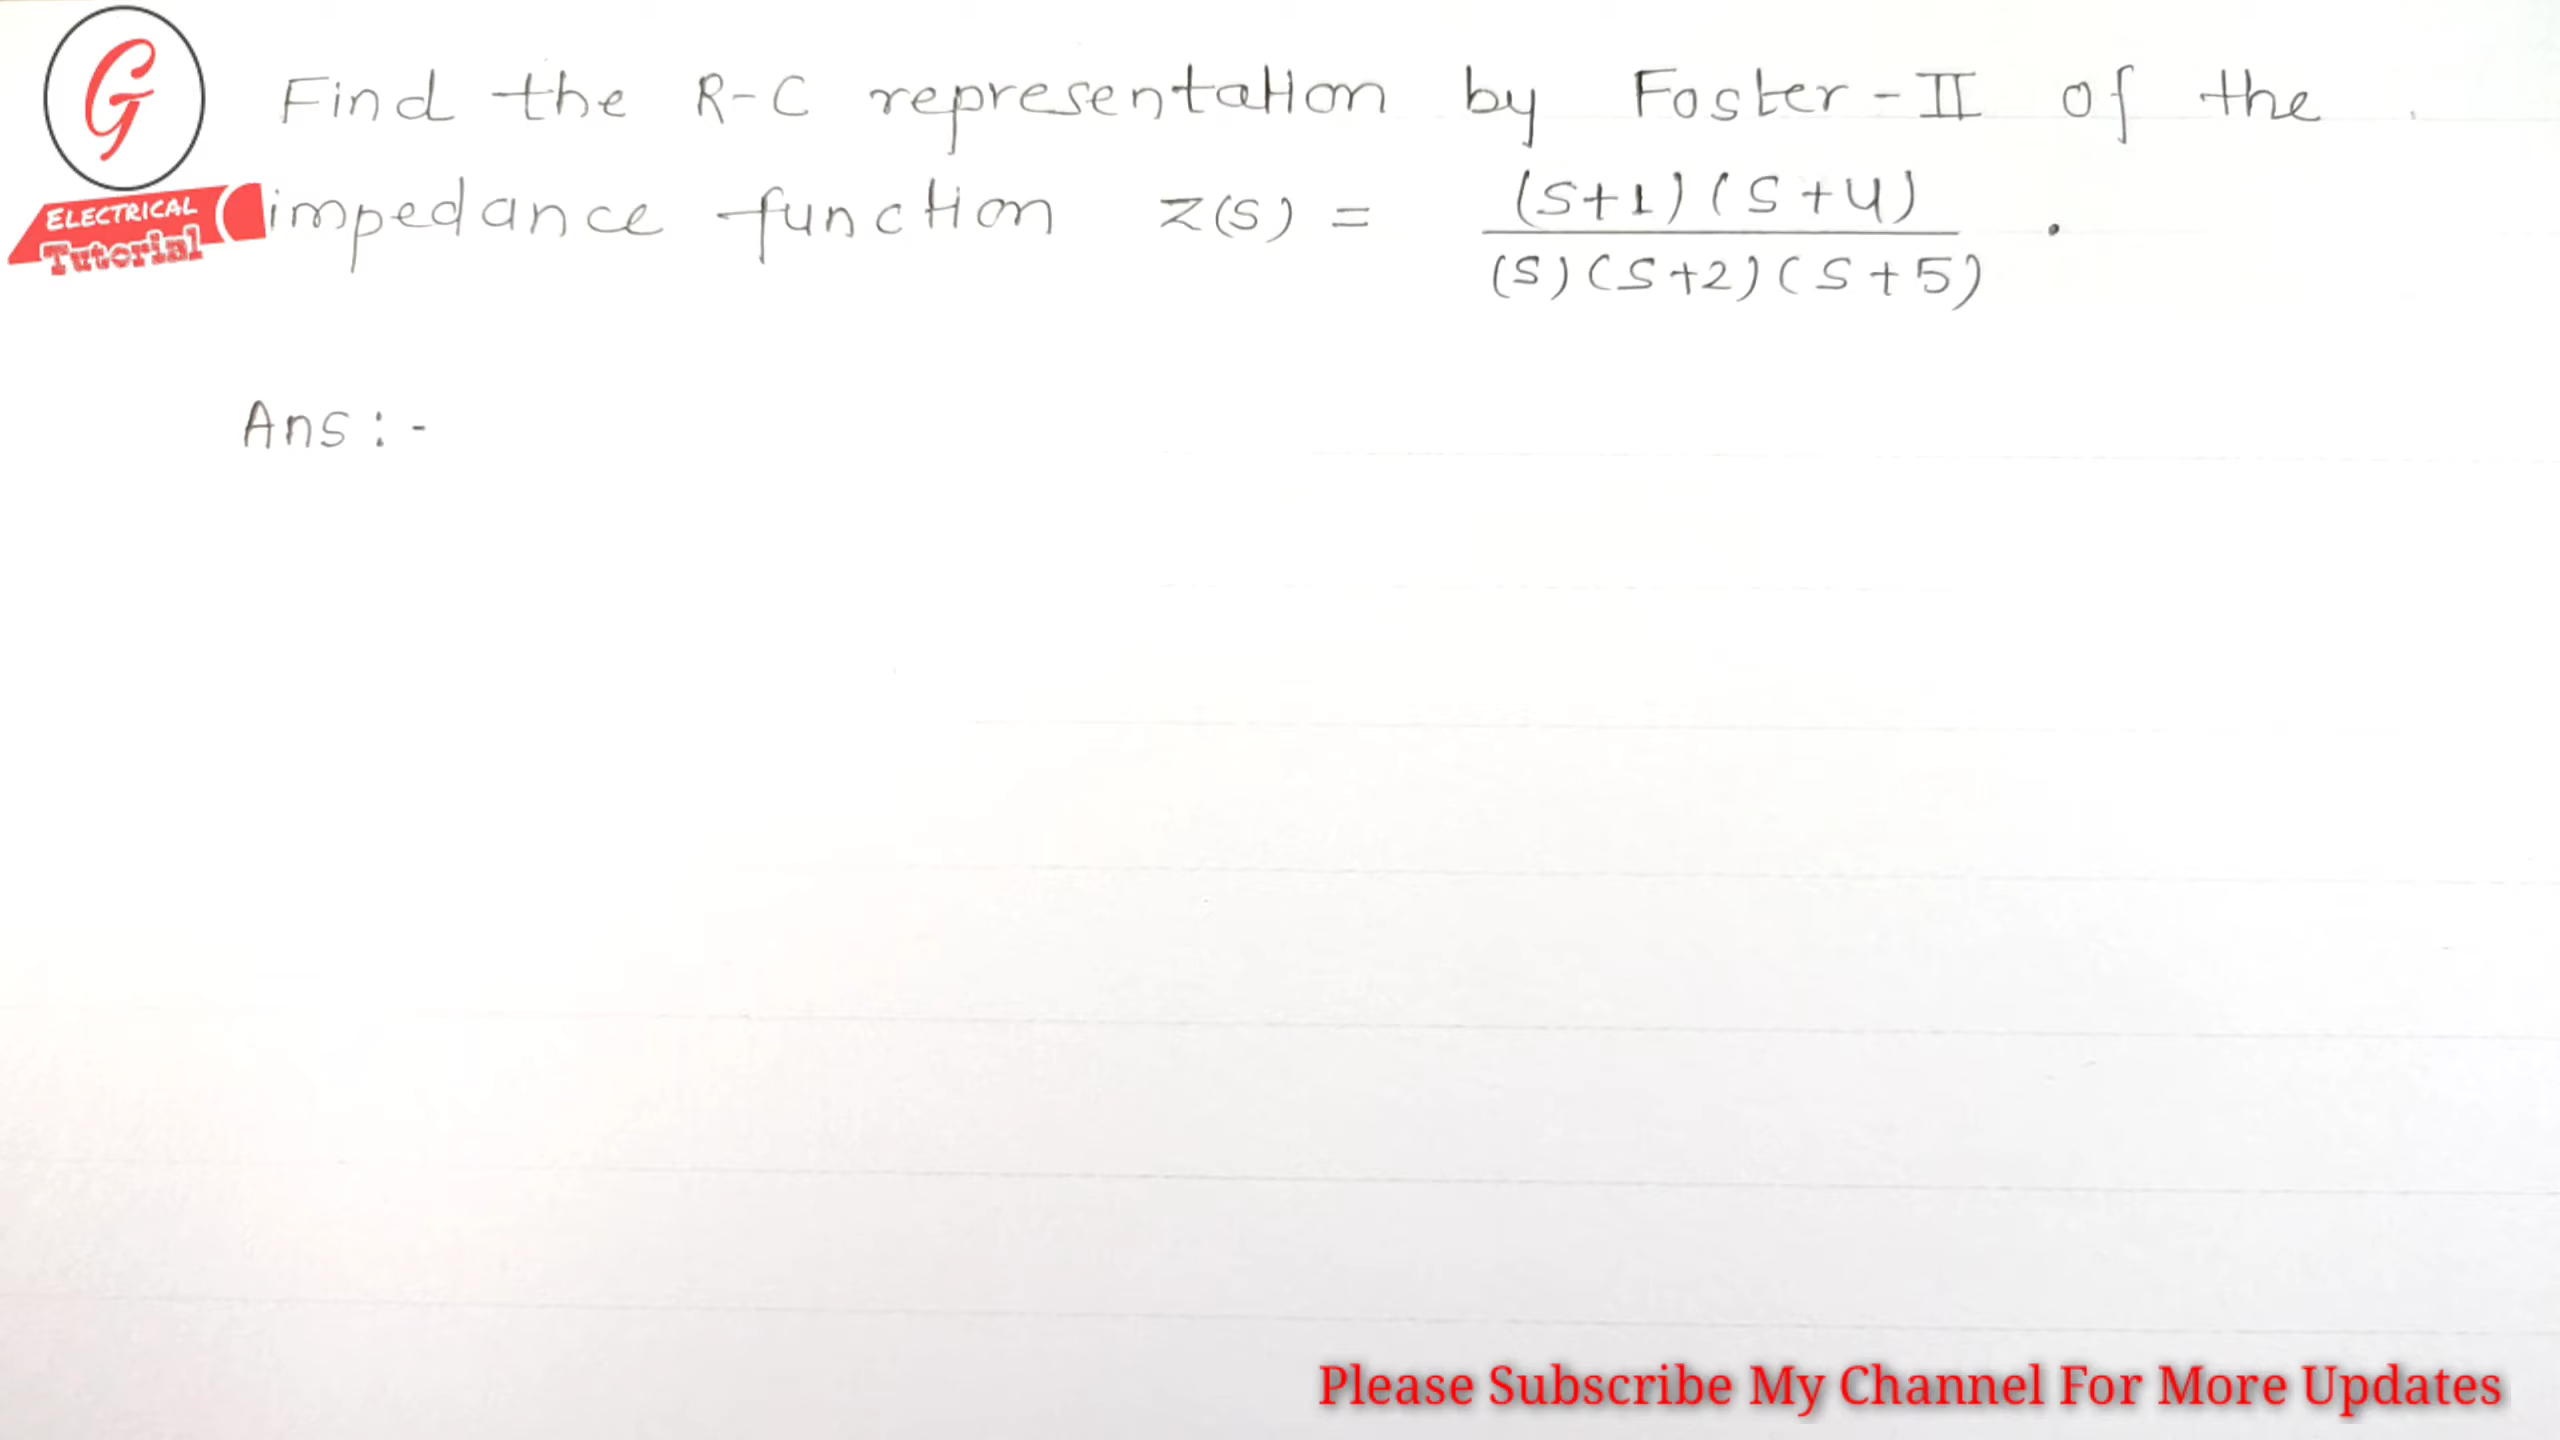 G
ELECTRICAL
Tutorial
Find the R-C representation by Foster-II of the
impedance function Z(S) = (S+1)(S+4)
(S)(S+2)(S+5) .
Ans:-
Please Subscribe My Channel For More Updates